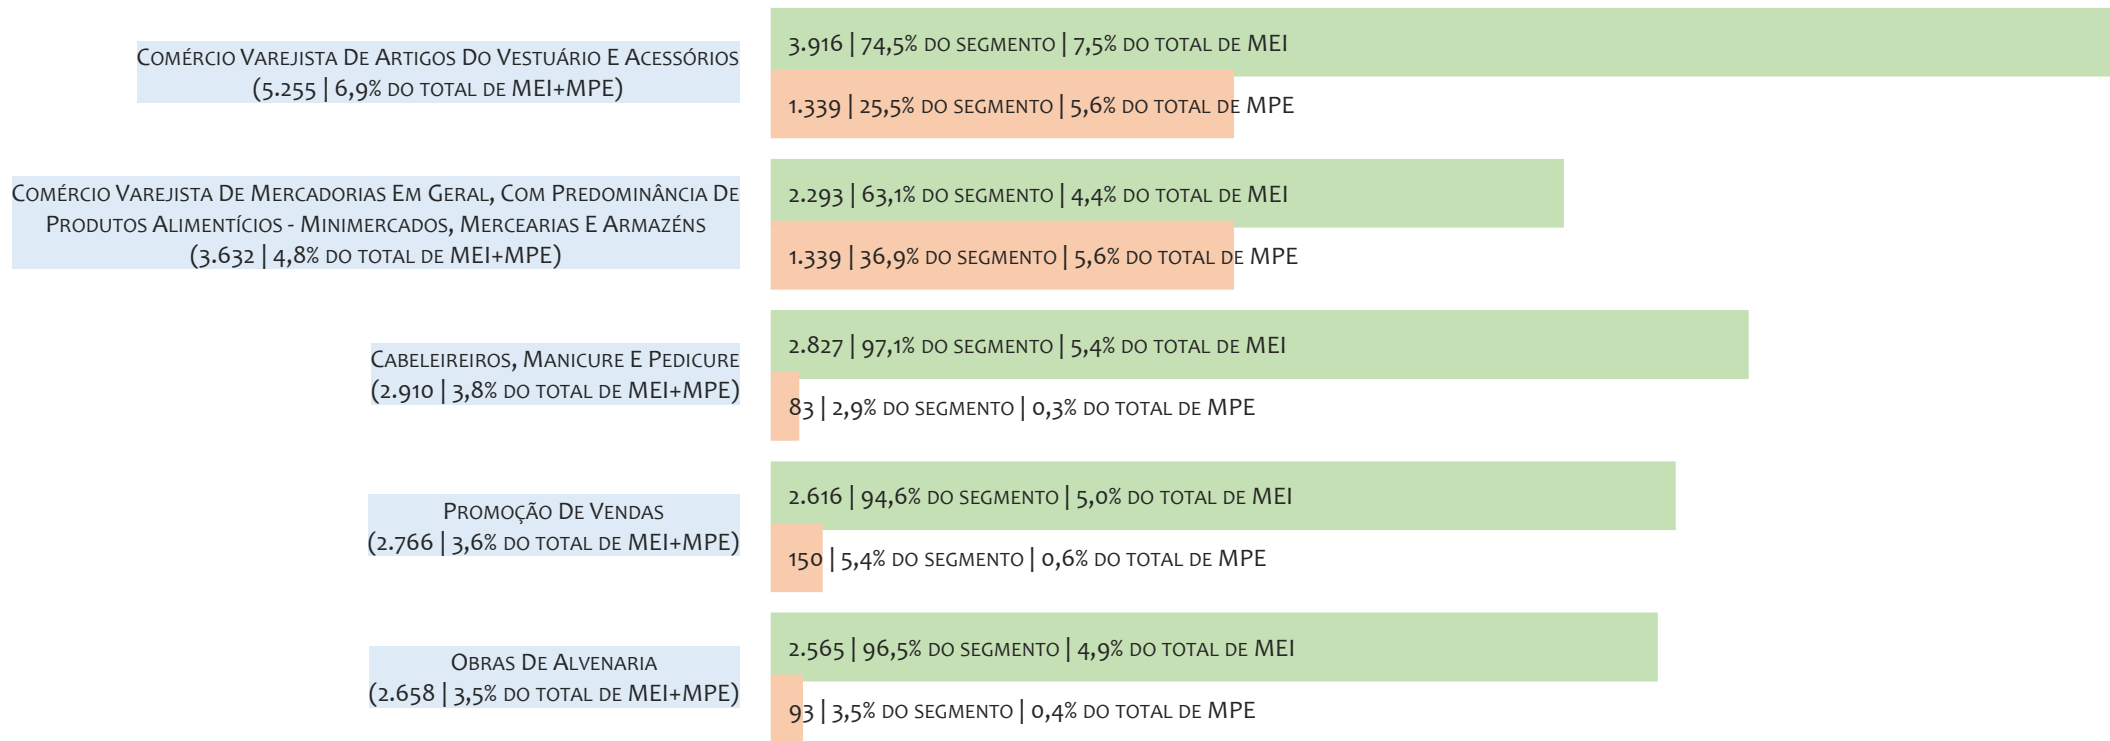 Comércio Varejista De Artigos Do Vestuário E Acessórios
(5.255 | 6,9% do total de MEI+MPE)
3.916 | 74,5% do segmento | 7,5% do total de MEI
1.339 | 25,5% do segmento | 5,6% do total de MPE
Comércio Varejista De Mercadorias Em Geral, Com Predominância De
Produtos Alimentícios - Minimercados, Mercearias E Armazéns
(3.632 | 4,8% do total de MEI+MPE)
2.293 | 63,1% do segmento | 4,4% do total de MEI
1.339 | 36,9% do segmento | 5,6% do total de MPE
Cabeleireiros, Manicure E Pedicure
(2.910 | 3,8% do total de MEI+MPE)
2.827 | 97,1% do segmento | 5,4% do total de MEI
83 | 2,9% do segmento | 0,3% do total de MPE
Promoção De Vendas
(2.766 | 3,6% do total de MEI+MPE)
2.616 | 94,6% do segmento | 5,0% do total de MEI
150 | 5,4% do segmento | 0,6% do total de MPE
Obras De Alvenaria
(2.658 | 3,5% do total de MEI+MPE)
2.565 | 96,5% do segmento | 4,9% do total de MEI
93 | 3,5% do segmento | 0,4% do total de MPE